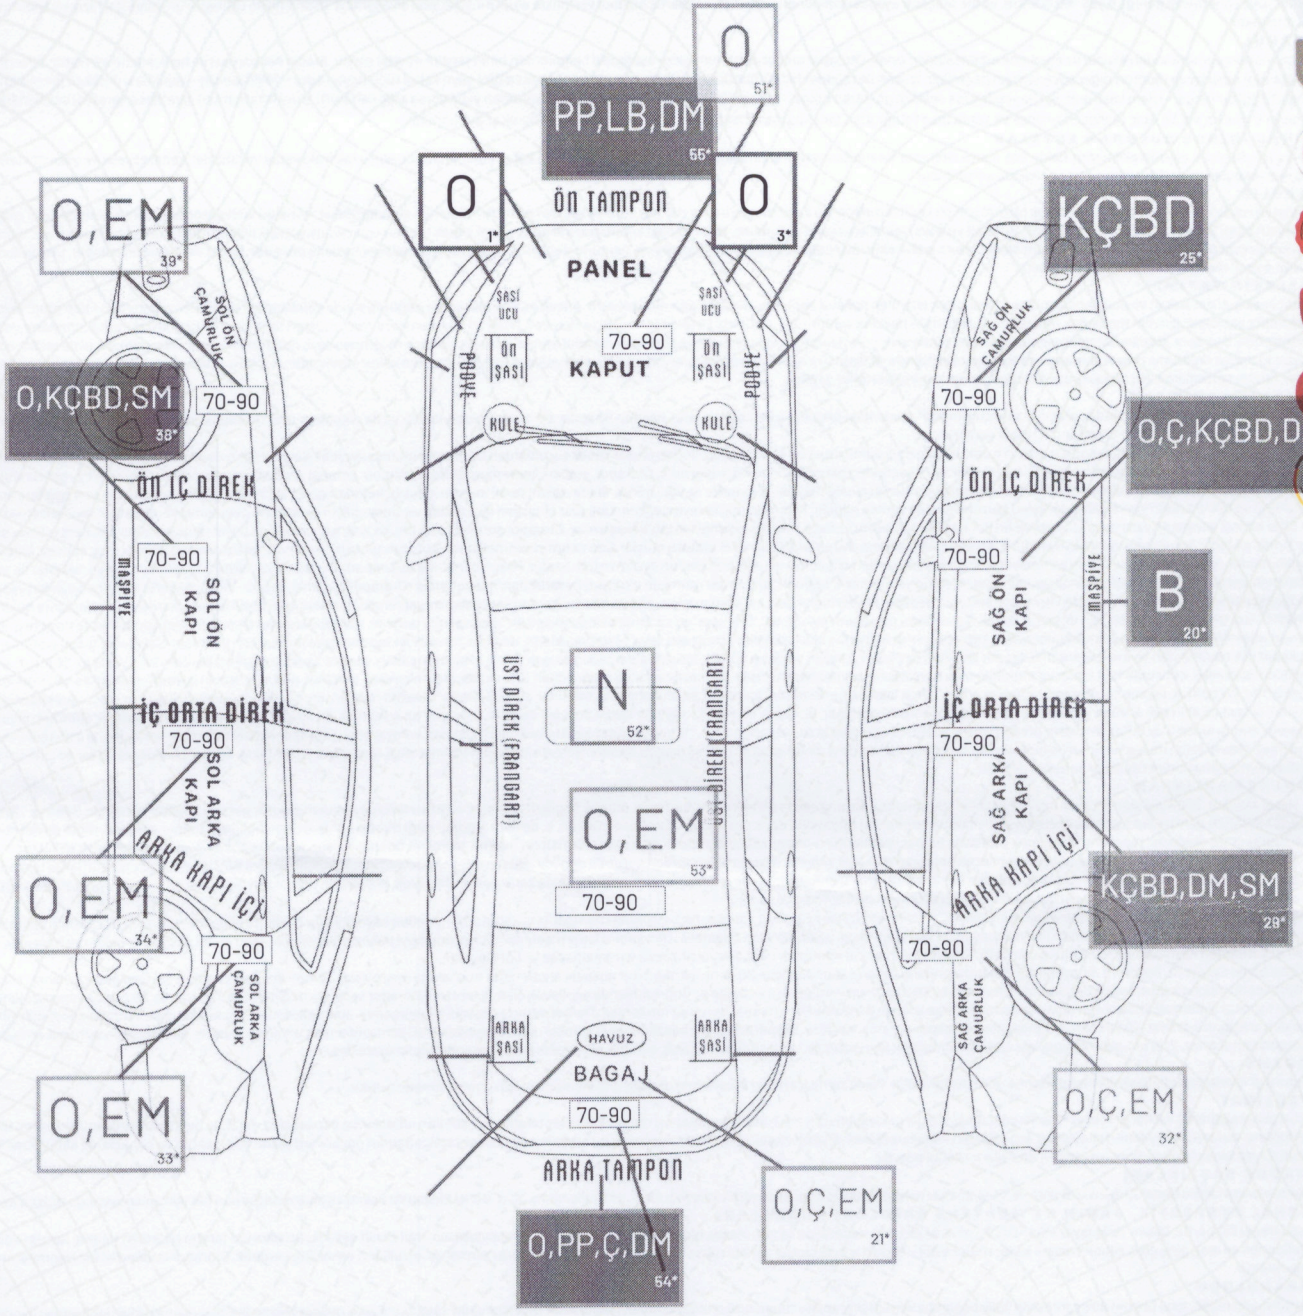 O
51*
PP,LB,DM
55*
O
1*
O
3*
ÖN TAMPON
PANEL
O,EM
39*
KÇBD
25*
SOL ÖN
ÇAMURLUK
ŞASİ
UCU
ŞASİ
UCU
SAĞ ÖN
ÇAMURLUK
70-90
KAPUT
PODYE
ÖN
ŞASİ
ÖN
ŞASİ
PODYE
O,KÇBD,SM
38*
70-90
70-90
KULE
KULE
O,Ç,KÇBD,D
ÖN İÇ DİREK
ÖN İÇ DİREK
70-90
70-90
MAŞPİYE
SOL ÖN
KAPI
SAĞ ÖN
KAPI
MAŞPİYE
B
20*
ÜST DİREK (FRANGART)
N
52*
ÜST DİREK (FRANGART)
İÇ ORTA DİREK
İÇ ORTA DİREK
70-90
70-90
SOL ARKA
KAPI
SAĞ ARKA
KAPI
O,EM
53*
ARKA KAPI İÇİ
ARKA KAPI İÇİ
O,EM
34*
70-90
KÇBD,DM,SM
29*
70-90
70-90
SOL ARKA
ÇAMURLUK
SAĞ ARKA
ÇAMURLUK
ARKA
ŞASİ
HAVUZ
ARKA
ŞASİ
BAGAJ
70-90
O,EM
33*
O,Ç,EM
32*
ARKA TAMPON
O,PP,Ç,DM
54*
O,Ç,EM
21*